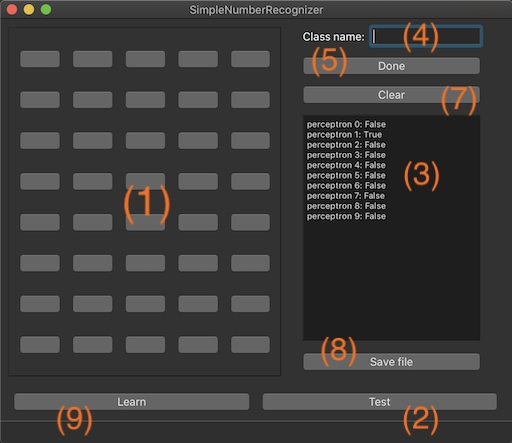 SimpleNumberRecognizer
Class name:
(4)
(5)
Done
Clear
(7)
perceptron 0: False
perceptron 1: True
perceptron 2: False
perceptron 3: False
perceptron 4: False
perceptron 5: False
perceptron 6: False
perceptron 7: False
perceptron 8: False
perceptron 9: False
(3)
(1)
(8)
Save file
Learn
Test
(9)
(2)